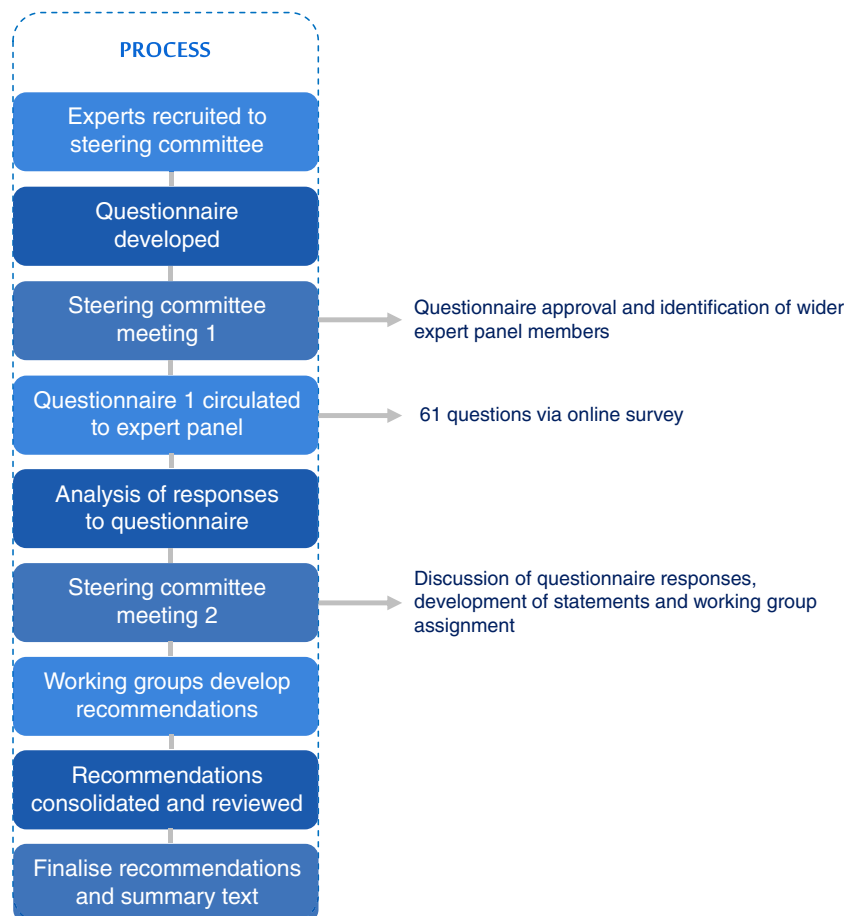 PROCESS
Experts recruited to
steering committee
Questionnaire
developed
Steering committee
meeting 1
Questionnaire approval and identification of wider
expert panel members
Questionnaire 1 circulated
to expert panel
61 questions via online survey
Analysis of responses
to questionnaire
Steering committee
meeting 2
Discussion of questionnaire responses,
development of statements and working group
assignment
Working groups develop
recommendations
Recommendations
consolidated and reviewed
Finalise recommendations
and summary text